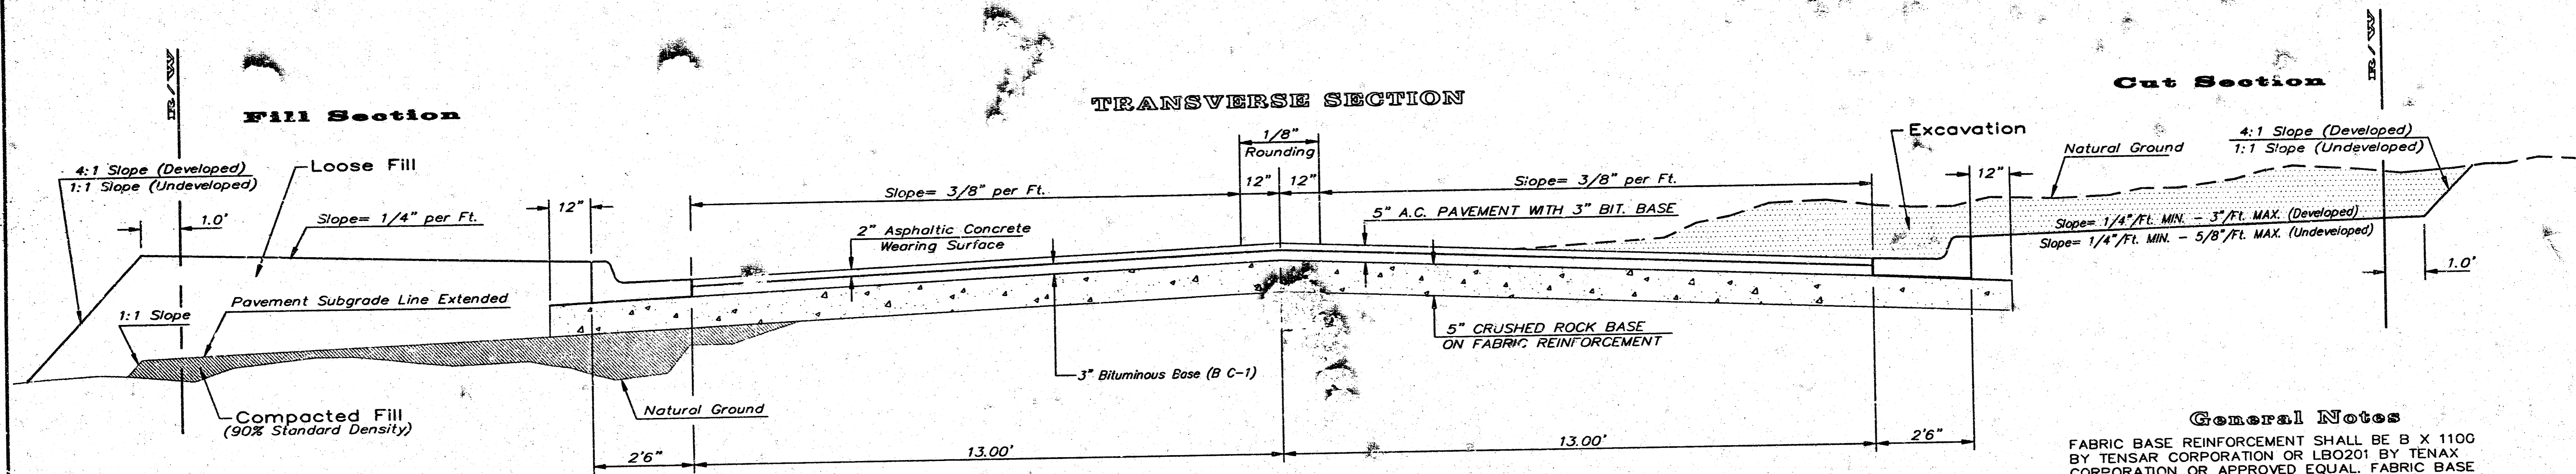 R/W
R/W
Cut Section
TRANSVERSE SECTION
Fill Section
1/8"
Rounding
Excavation
4:1 Slope (Developed)
1:1 Slope (Undeveloped)
Natural Ground
4:1 Slope (Developed)
1:1 Slope (Undeveloped)
Loose Fill
Slope= 3/8" per Ft.
12"
12"
Slope= 3/8" per Ft.
12"
1.0'
Slope= 1/4" per Ft.
12"
2" Asphaltic Concrete
Wearing Surface
5" A.C. PAVEMENT WITH 3" BIT. BASE
Slope= 1/4"/Ft. MIN. - 3"/Ft. MAX. (Developed)
Slope= 1/4"/Ft. MIN. - 5/8"/Ft. MAX. (Undeveloped)
1.0'
Pavement Subgrade Line Extended
1:1 Slope
5" CRUSHED ROCK BASE
ON FABRIC REINFORCEMENT
3" Bituminous Base (B C-1)
Natural Ground
Compacted Fill
(90% Standard Density)
2'6"
13.00'
13.00'
2'6"
General Notes
FABRIC BASE REINFORCEMENT SHALL BE B X 1100
BY TENSAR CORPORATION OR LBO201 BY TENAX
CORPORATION OR APPROVED EQUAL. FABRIC BASE